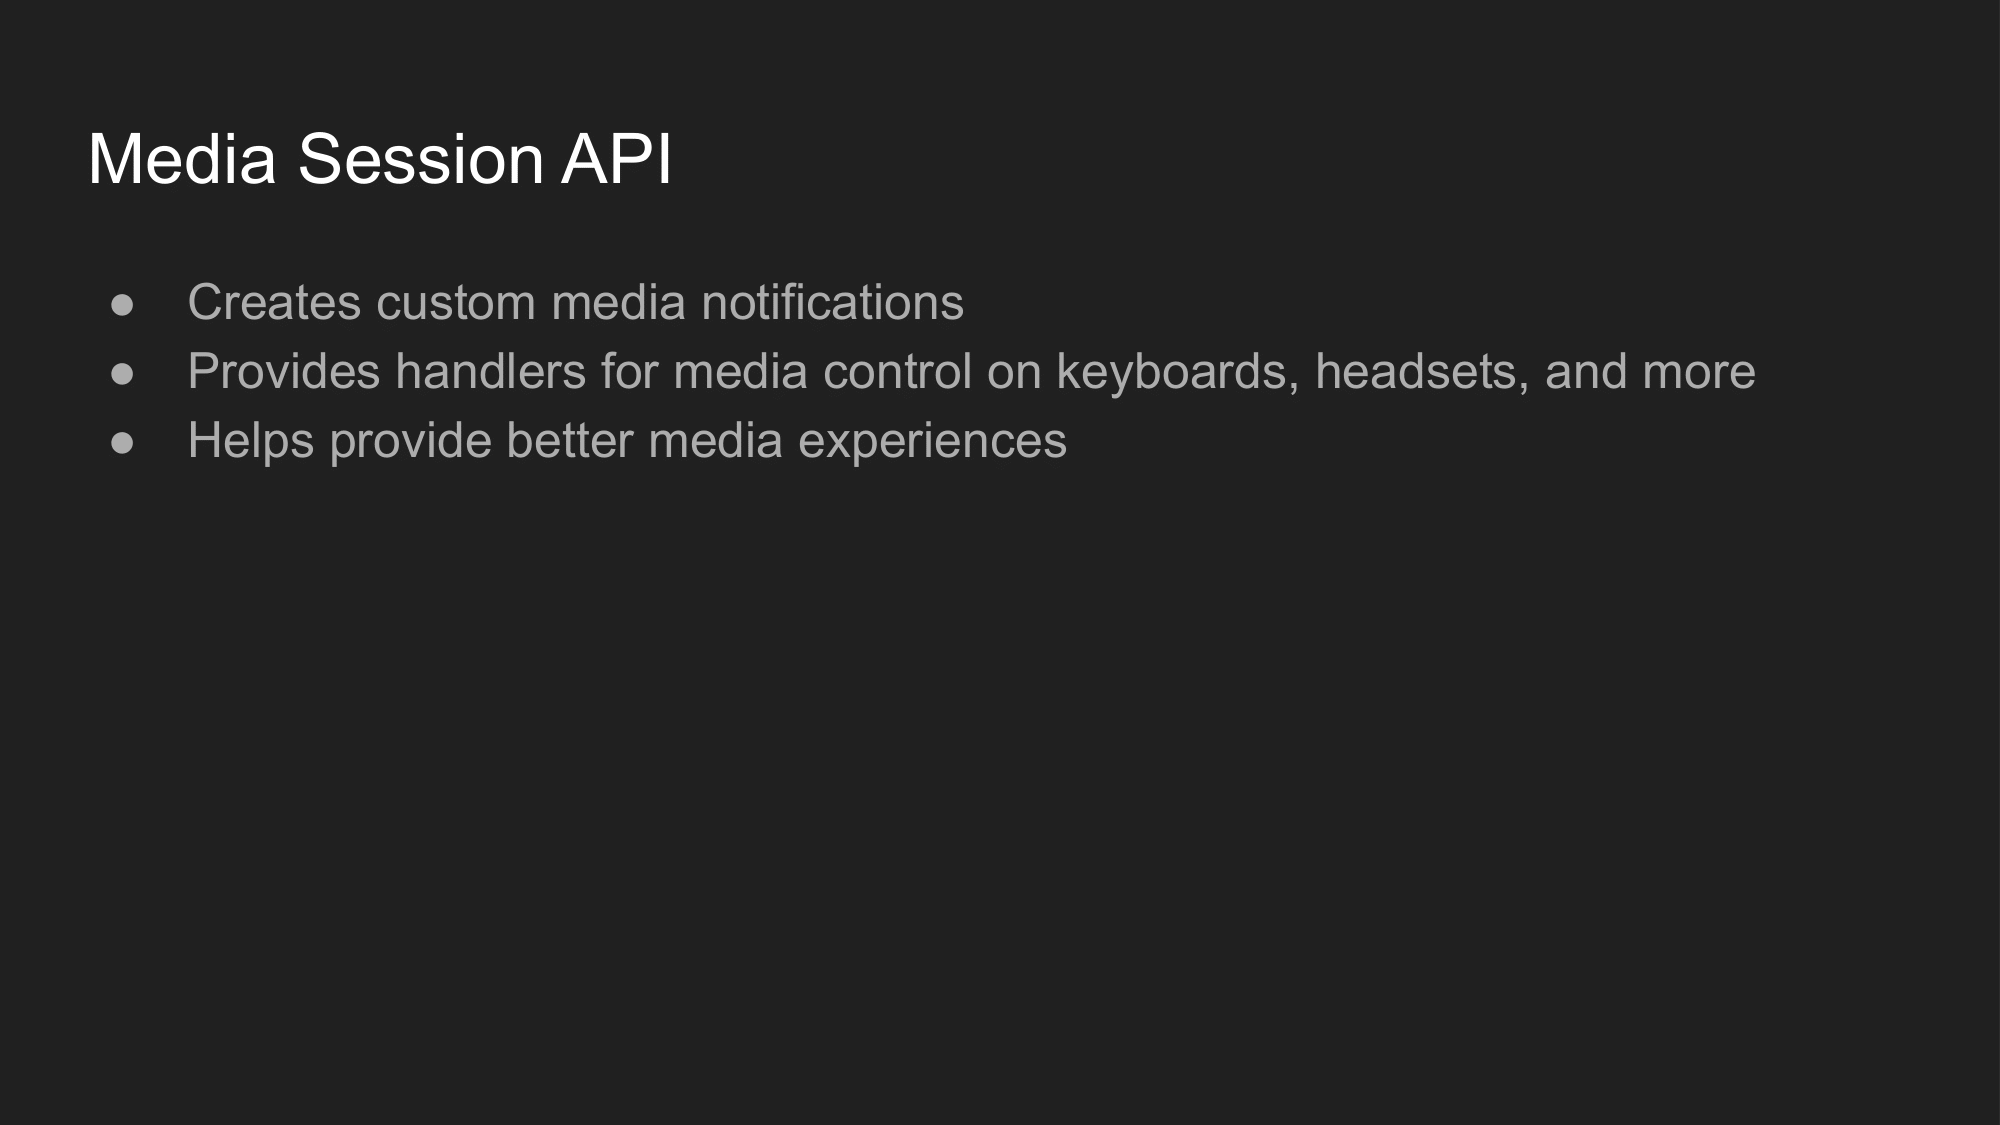 Media Session API
● Creates custom media notifications
● Provides handlers for media control on keyboards, headsets, and more
● Helps provide better media experiences